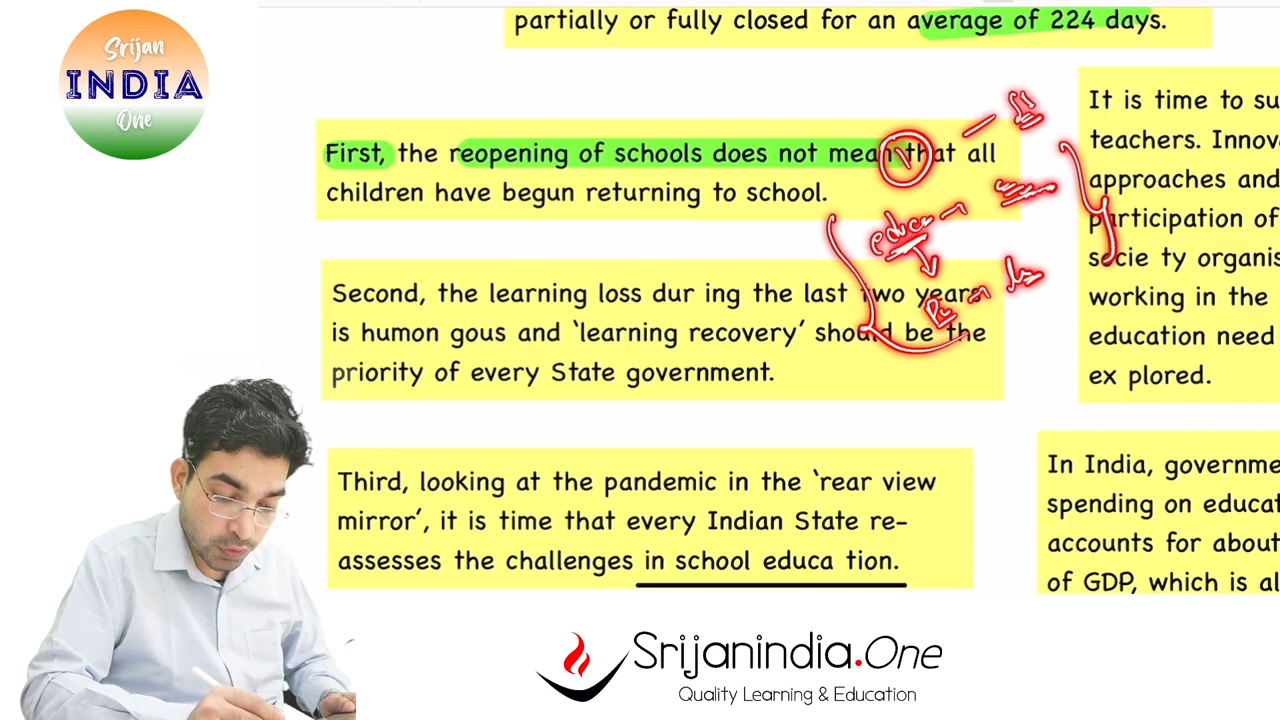 Srijan
INDIA
One
partially or fully closed for an average of 224 days.
First, the reopening of schools does not mean that all
children have begun returning to school.
Second, the learning loss dur ing the last two years
is humon gous and ‘learning recovery’ should be the
priority of every State government.
Third, looking at the pandemic in the ‘rear view
mirror’, it is time that every Indian State re-
assesses the challenges in school educa tion.
educ
It is time to su
teachers. Innov
approaches and
participation of
socie ty organis
working in the
education need
ex plored.
In India, governme
spending on educat
accounts for about
of GDP, which is al
Srijanindia.One
Quality Learning & Education